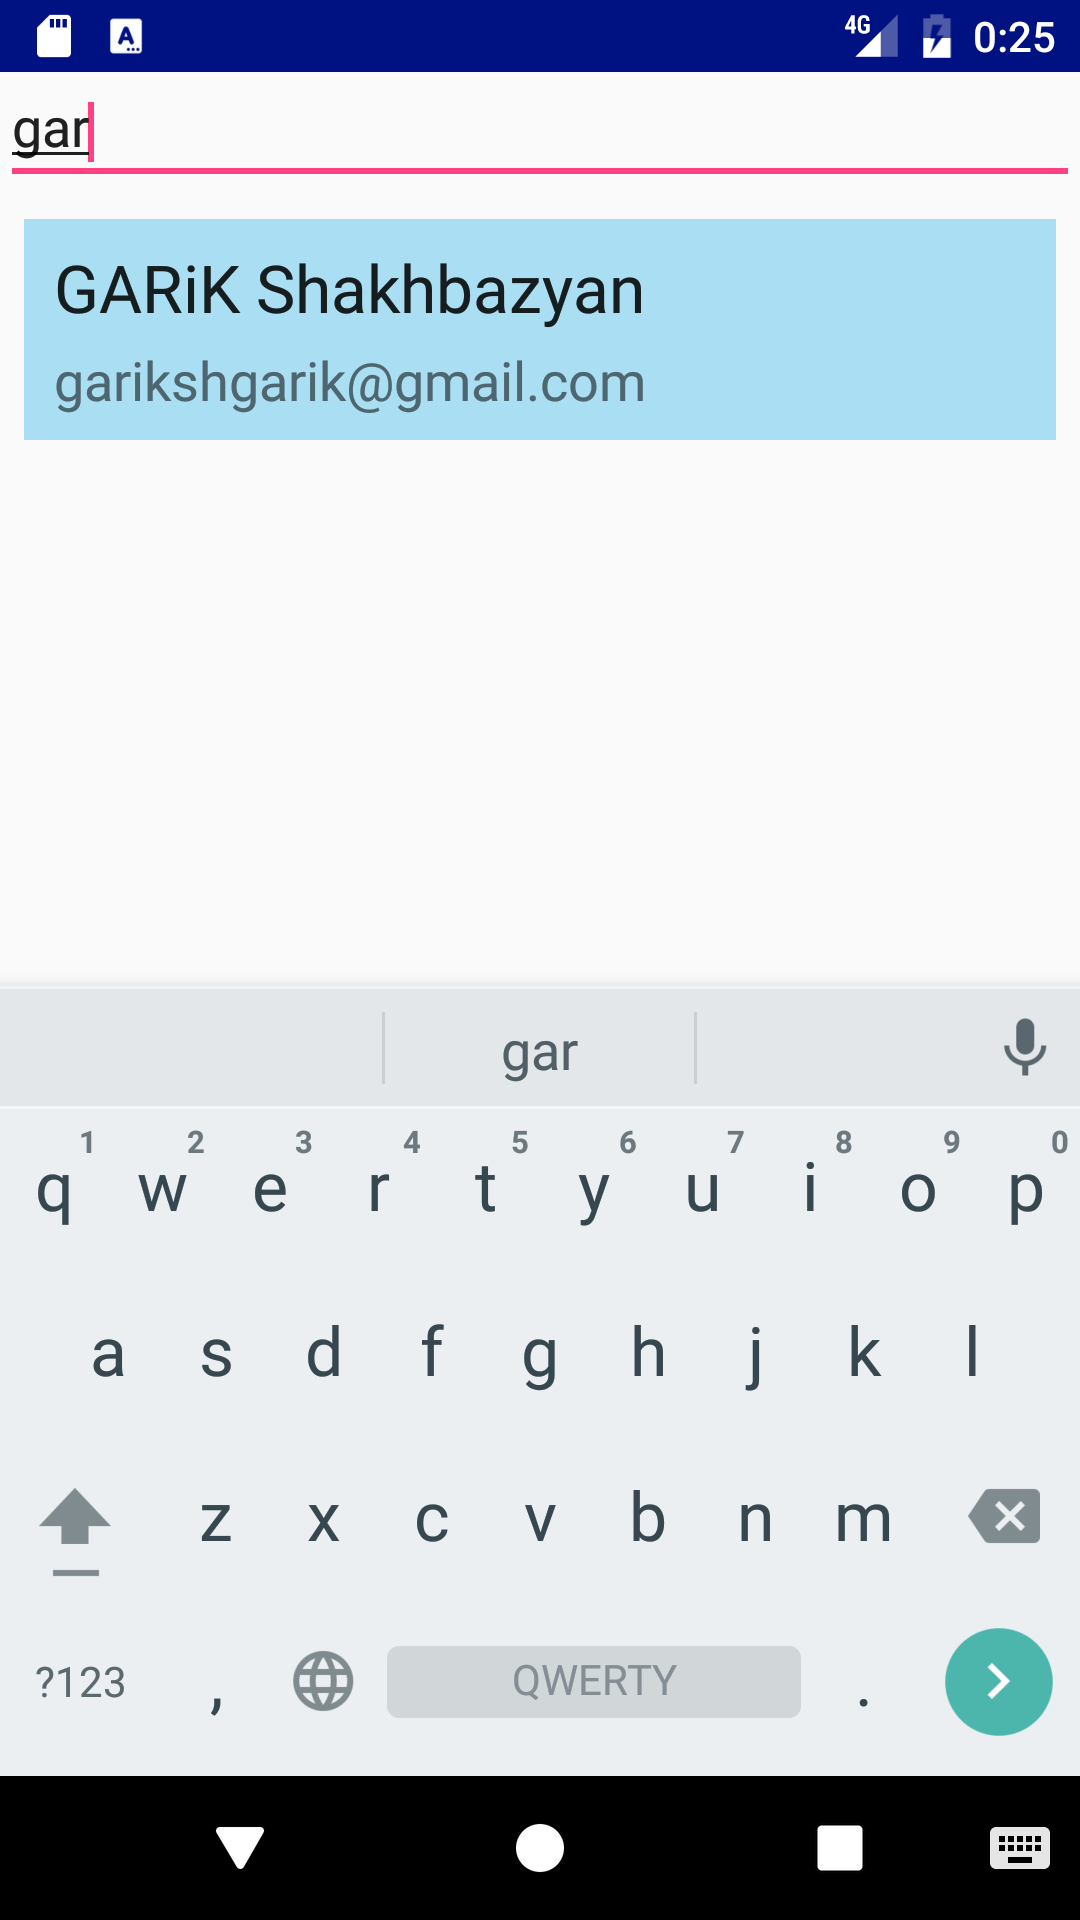 4G 0:25
gar
GARiK Shakhbazyan
garikshgarik@gmail.com
gar
1 2 3 4 5 6 7 8 9 0
q w e r t y u i o p
a s d f g h j k l
z x c v b n m
?123 , QWERTY .